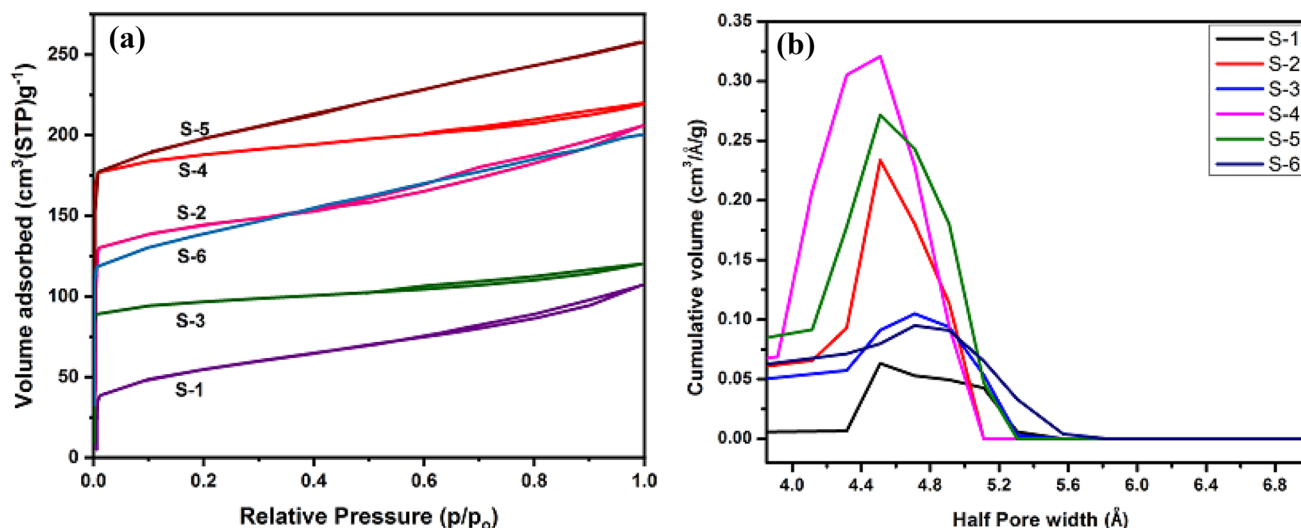 (a)
250
200
150
100
50
0
Volume adsorbed (cm³(STP)g⁻¹)
S-5
S-4
S-2
S-6
S-3
S-1
0.0 0.2 0.4 0.6 0.8 1.0
Relative Pressure (p/pₒ)
(b)
0.35
0.30
0.25
0.20
0.15
0.10
0.05
0.00
Cumulative volume (cm³/Å/g)
S-1
S-2
S-3
S-4
S-5
S-6
4.0 4.4 4.8 5.2 5.6 6.0 6.4 6.8
Half Pore width (Å)